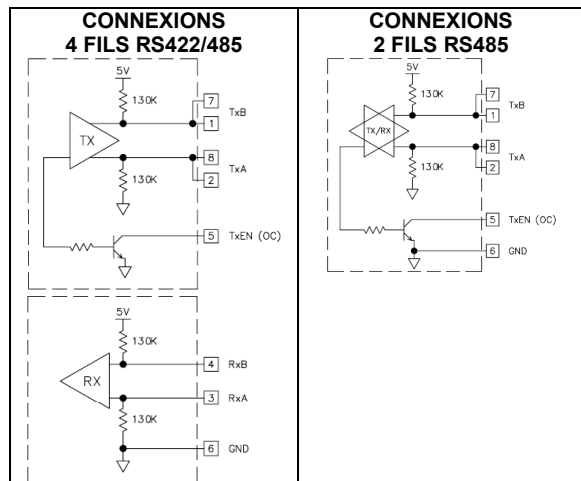 CONNEXIONS
4 FILS RS422/485
5V
130K
7
TxB
1
TX
8
TxA
130K
2
5
TxEN (OC)
5V
130K
4
RxB
RX
3
RxA
130K
6
GND
CONNEXIONS
2 FILS RS485
5V
130K
7
TxB
1
TX/RX
8
TxA
130K
2
5
TxEN (OC)
6
GND